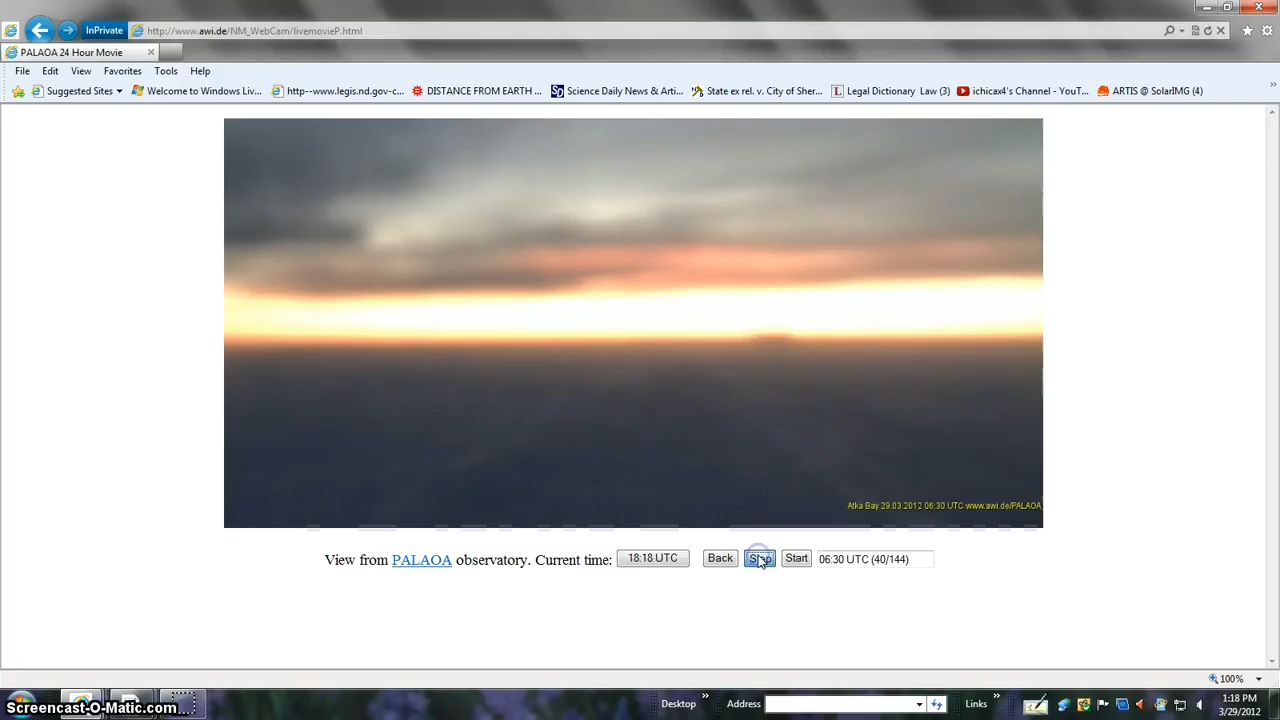 InPrivate http://www.awi.de/NM_WebCam/livemovieP.html
PALAOA 24 Hour Movie
File Edit View Favorites Tools Help
Suggested Sites Welcome to Windows Liv... http--www.legis.nd.gov-c... DISTANCE FROM EARTH ... Sp Science Daily News & Arti... State ex rel. v. City of Sher... L Legal Dictionary Law (3) ichicax4's Channel - YouT... ARTIS @ SolarIMG (4)
Atka Bay 29.03.2012 06:30 UTC www.awi.de/PALAOA
View from PALAOA observatory. Current time: 18:18 UTC Back Stop Start 06:30 UTC (40/144)
100%
Screencast-O-Matic.com Desktop Address Links 1:18 PM
3/29/2012